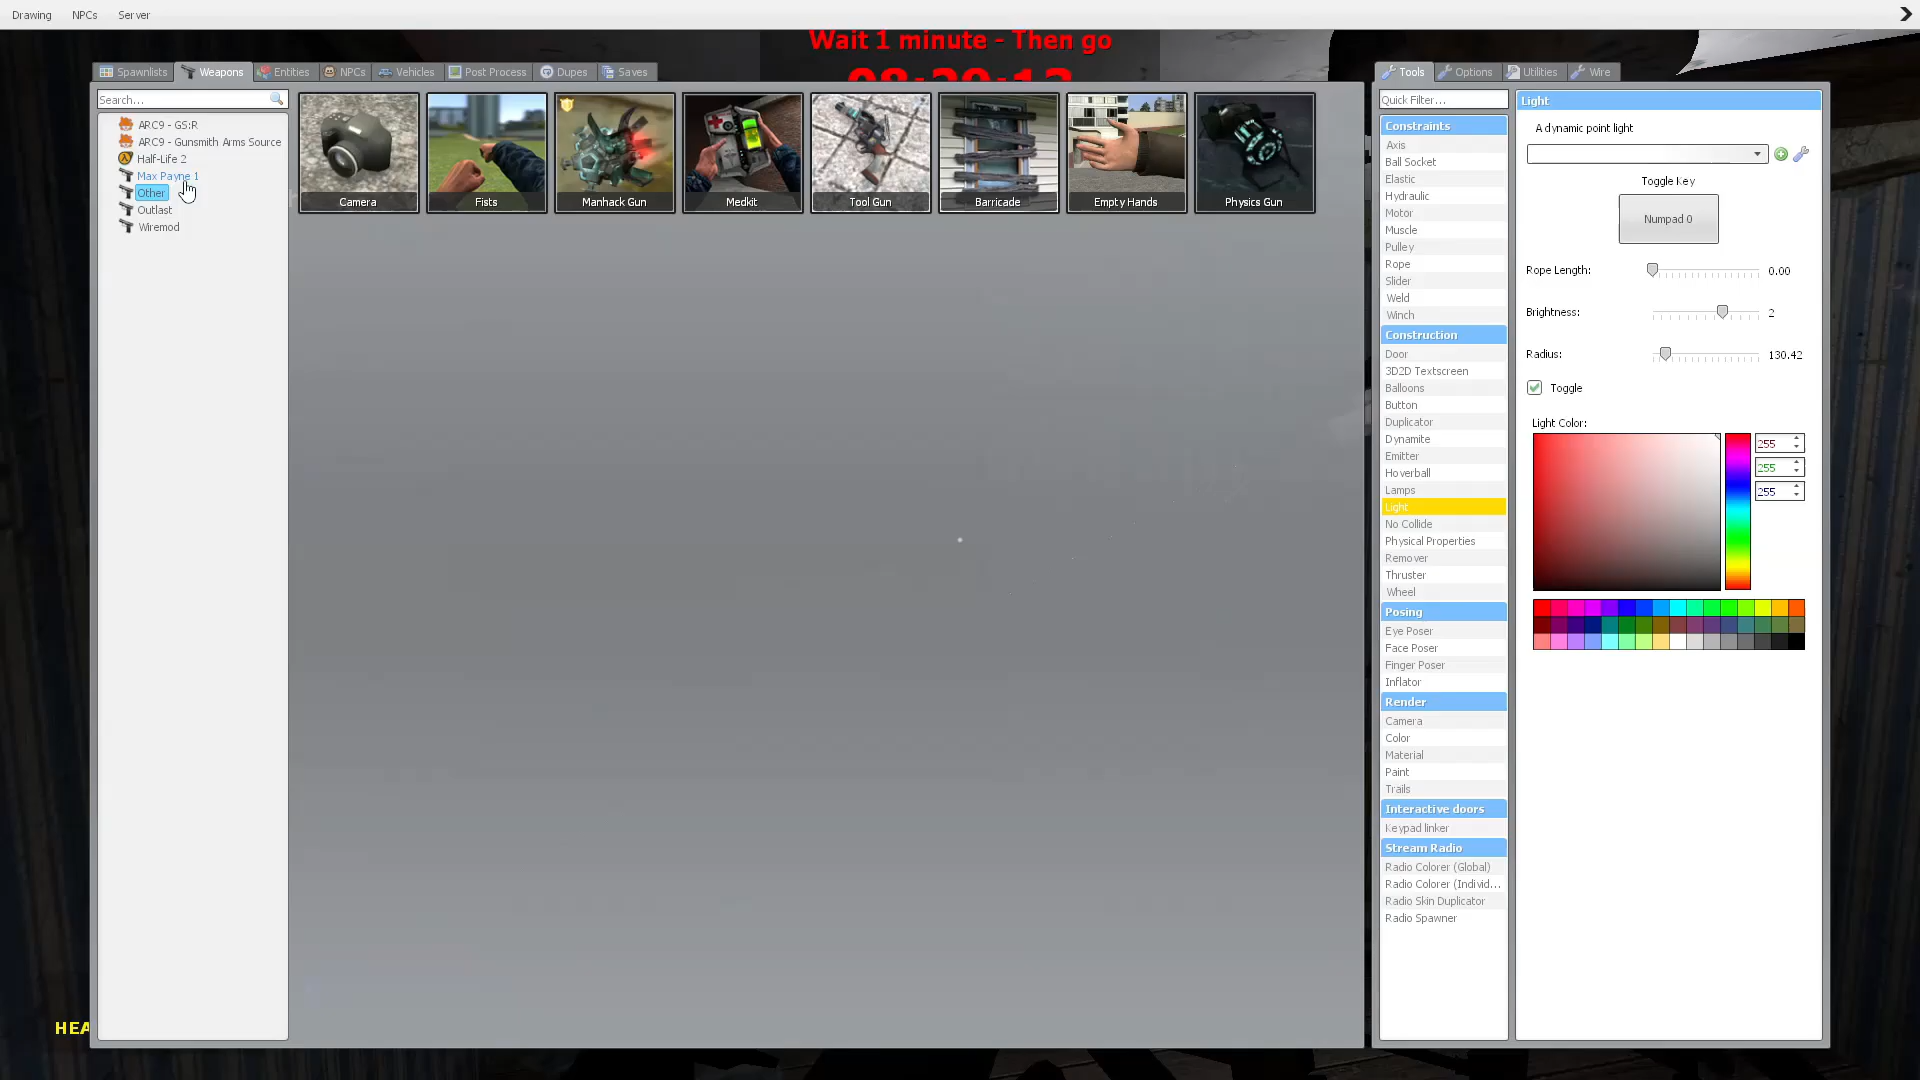 Drawing NPCs Server
Wait 1 minute - Then go
Spawnlists Weapons Entities NPCs Vehicles Post Process Dupes Saves
Search...
ARC9 - GS:R
ARC9 - Gunsmith Arms Source
Half-Life 2
Max Payne 1
Other
Outlast
Wiremod
Camera Fists Manhack Gun Medkit Tool Gun Barricade Empty Hands Physics Gun
HEA
Tools Options Utilities Wire
Quick Filter...
Constraints
Axis
Ball Socket
Elastic
Hydraulic
Motor
Muscle
Pulley
Rope
Slider
Weld
Winch
Construction
Door
3D2D Textscreen
Balloons
Button
Duplicator
Dynamite
Emitter
Hoverball
Lamps
Light
No Collide
Physical Properties
Remover
Thruster
Wheel
Posing
Eye Poser
Face Poser
Finger Poser
Inflator
Render
Camera
Color
Material
Paint
Trails
Interactive doors
Keypad linker
Stream Radio
Radio Colorer (Global)
Radio Colorer (Individ...
Radio Skin Duplicator
Radio Spawner
Light
A dynamic point light
Toggle Key
Numpad 0
Rope Length: 0.00
Brightness: 2
Radius: 130.42
Toggle
Light Color:
255
255
255